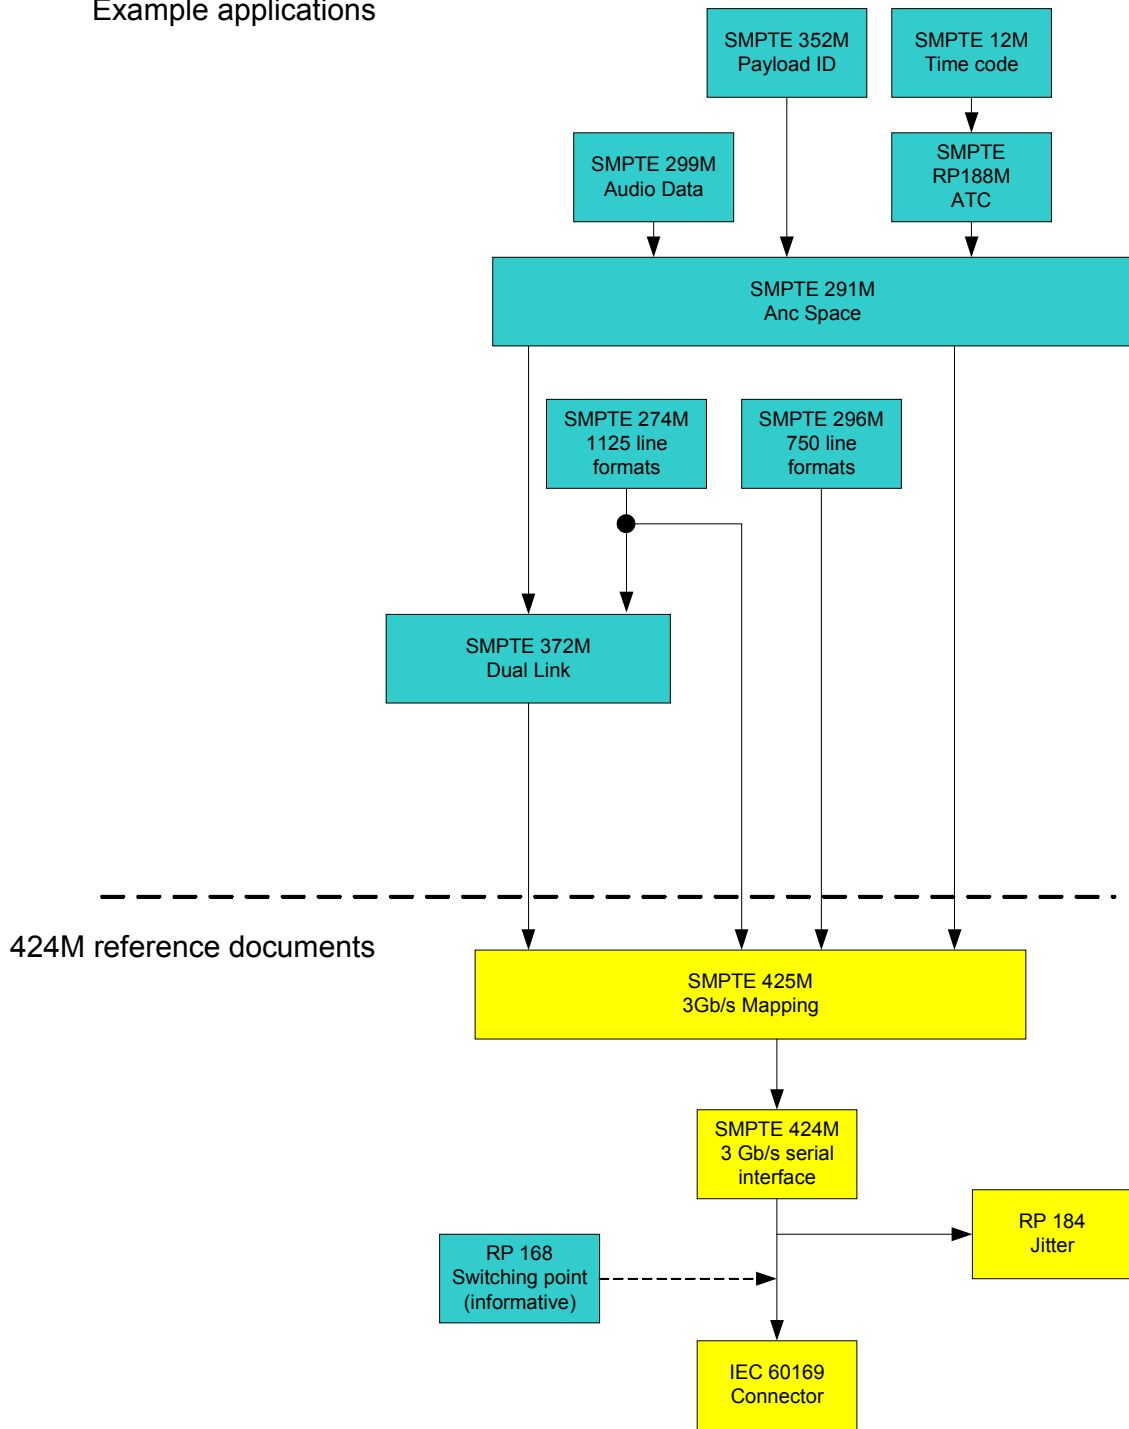 Example applications
SMPTE 352M
Payload ID
SMPTE 12M
Time code
SMPTE 299M
Audio Data
SMPTE
RP188M
ATC
SMPTE 291M
Anc Space
SMPTE 274M
1125 line
formats
SMPTE 296M
750 line
formats
SMPTE 372M
Dual Link
424M reference documents
SMPTE 425M
3Gb/s Mapping
SMPTE 424M
3 Gb/s serial
interface
RP 184
Jitter
RP 168
Switching point
(informative)
IEC 60169
Connector